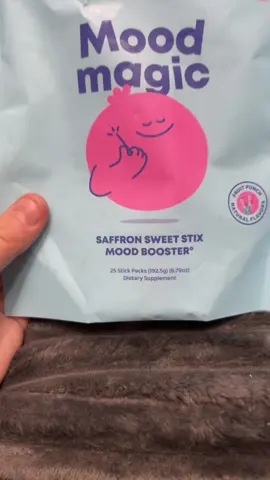 Mood
magic
SAFFRON SWEET STIX
MOOD BOOSTER*
25 Stick Packs (192.5g) (6.79oz)
Dietary Supplement
FRUIT PUNCH
NATURAL FLAVORS